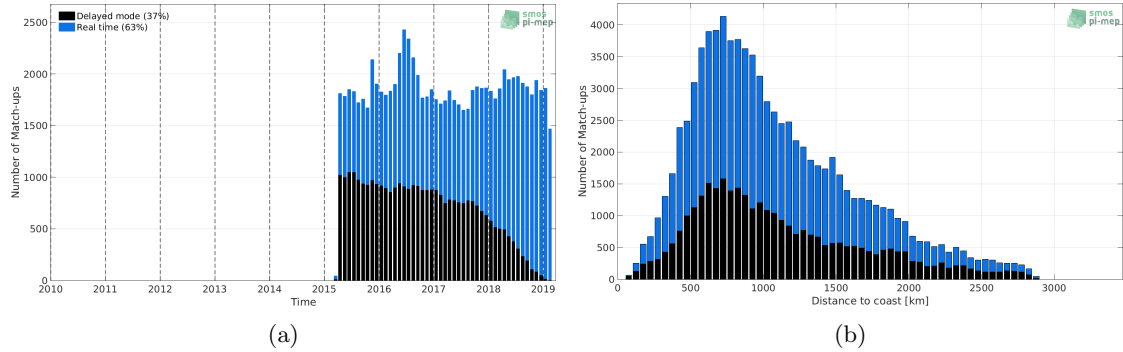 Delayed mode (37%)
Real time (63%)
smos
pi-mep
Number of Match-ups
2500
2000
1500
1000
500
0
2010 2011 2012 2013 2014 2015 2016 2017 2018 2019
Time
(a)
smos
pi-mep
Number of Match-ups
4000
3500
3000
2500
2000
1500
1000
500
0
0 500 1000 1500 2000 2500 3000
Distance to coast [km]
(b)